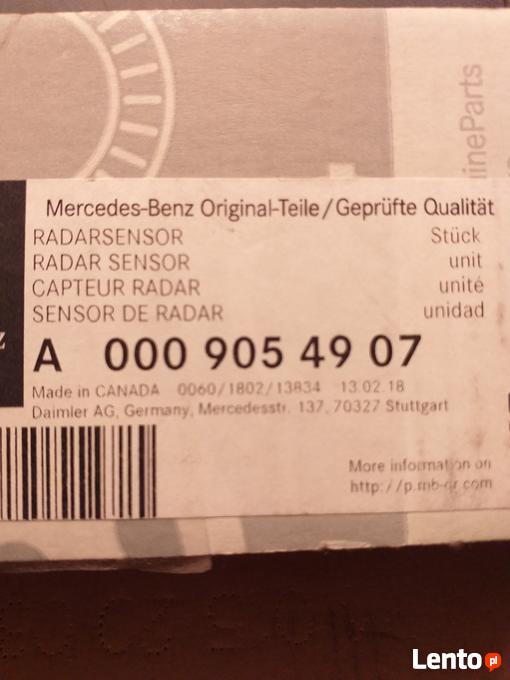 ineParts
Mercedes-Benz Original-Teile/Geprüfte Qualität
RADARSENSOR Stück
RADAR SENSOR unit
CAPTEUR RADAR unité
SENSOR DE RADAR unidad
z
A 000 905 49 07
Made in CANADA 0060/1802/13834 13.02.18
Daimler AG, Germany, Mercedesstr. 137, 70327 Stuttgart
More information on
http://p.mb-qr.com
Lento pl